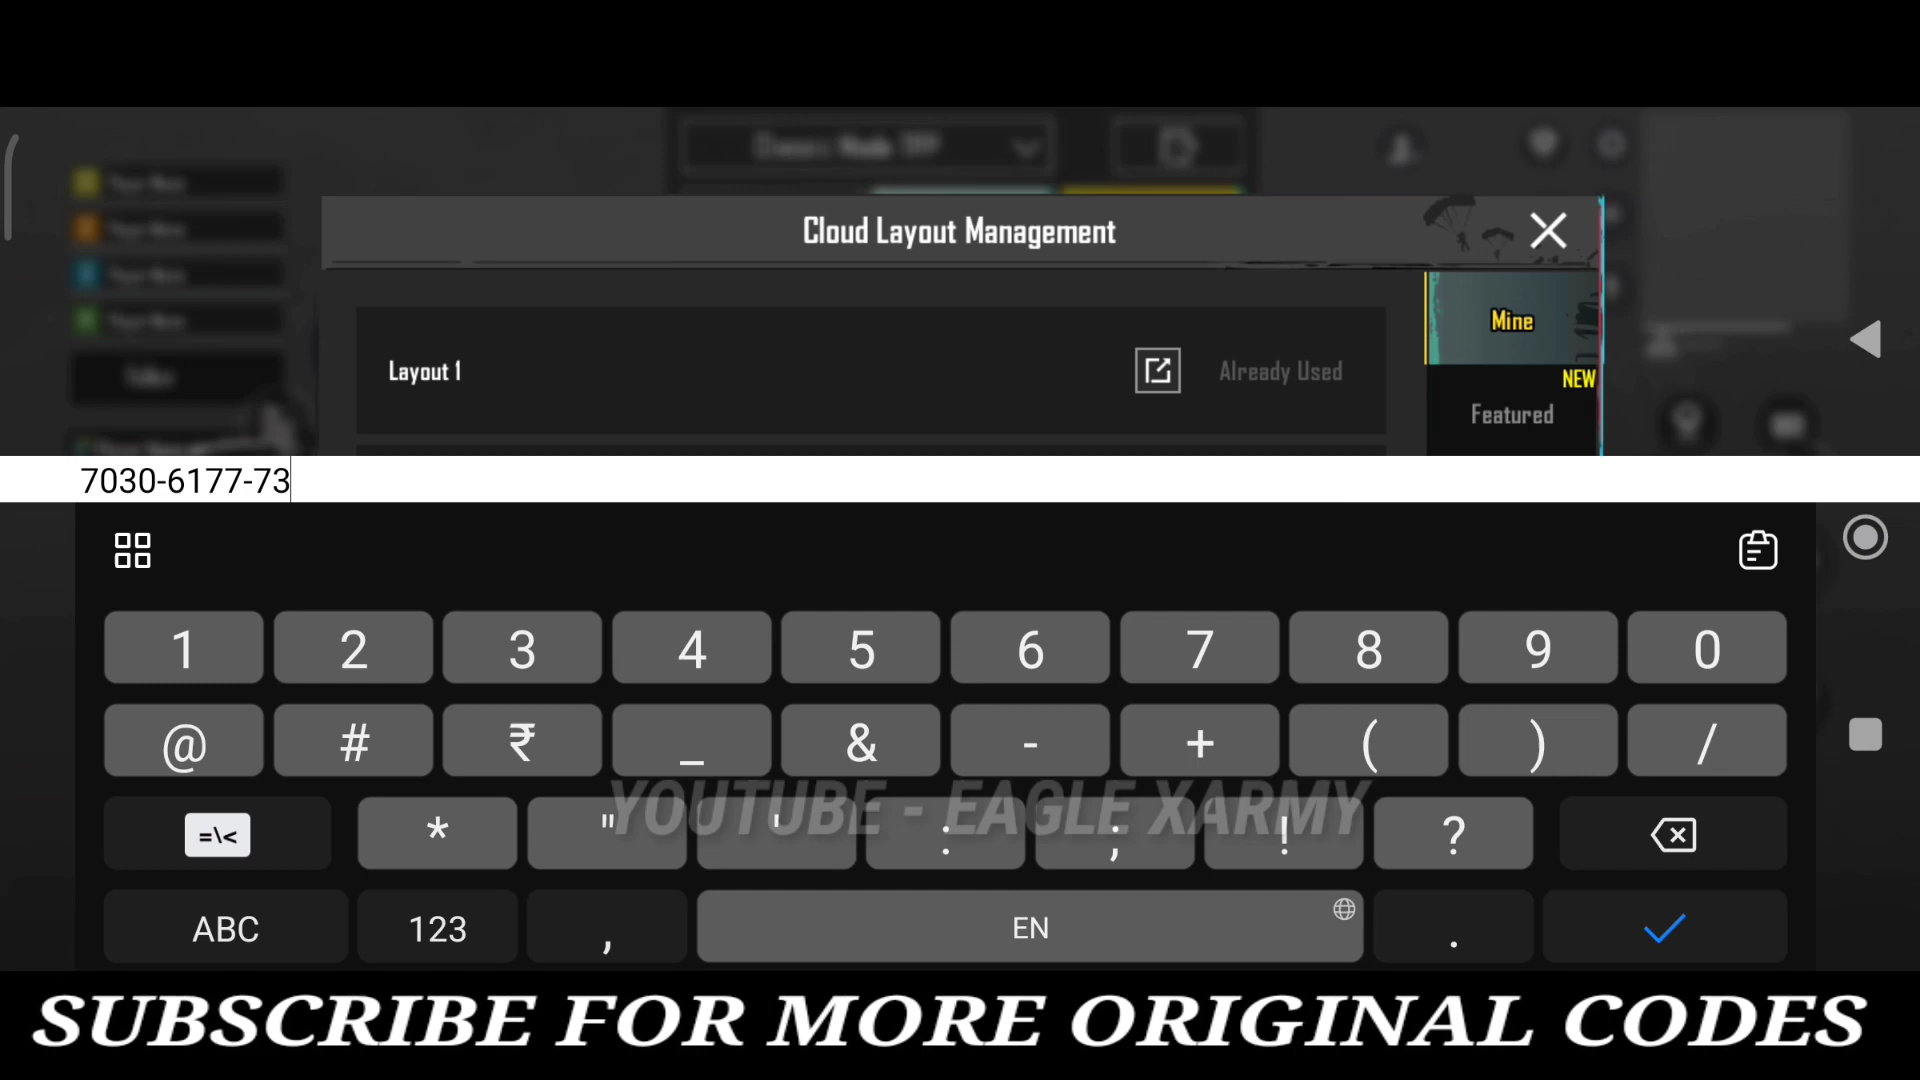 Cloud Layout Management
Mine
Layout 1
Already Used
NEW
Featured
7030-6177-73
1 2 3 4 5 6 7 8 9 0
@ # ₹ _ & - + ( ) /
=\< * " ' : ; ! ?
YOUTUBE - EAGLE XARMY
ABC 123 , EN .
SUBSCRIBE FOR MORE ORIGINAL CODES